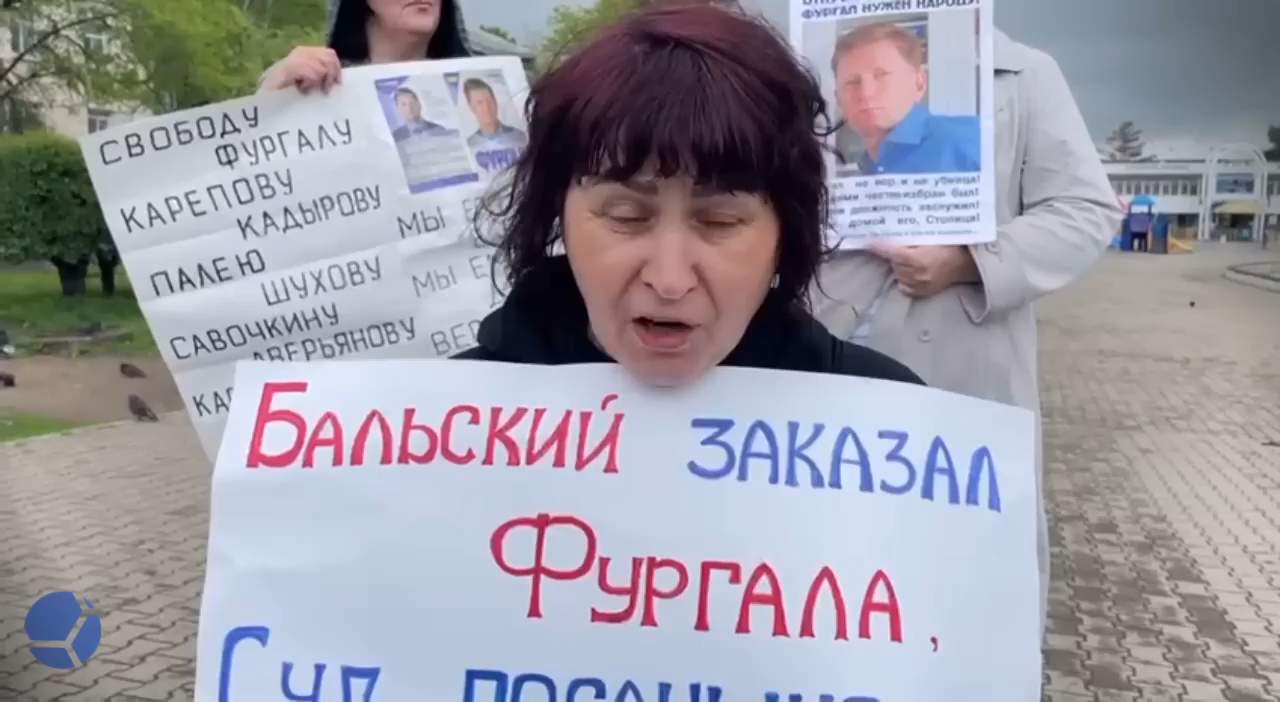 СВОБОДУ
ФУРГАЛУ
КАРЕПОВУ
КАДЫРОВУ
ПАЛЕЮ
ШУХОВУ
САВОЧКИНУ
АВЕРЬЯНОВУ
МЫ
МЫ
ФУРГАЛ НУЖЕН НАРОДУ!
не вор и не убийца!
честно избран был!
должность заслужил!
домой его, Столица!
БАЛЬСКИЙ ЗАКАЗАЛ
ФУРГАЛА,
СУД